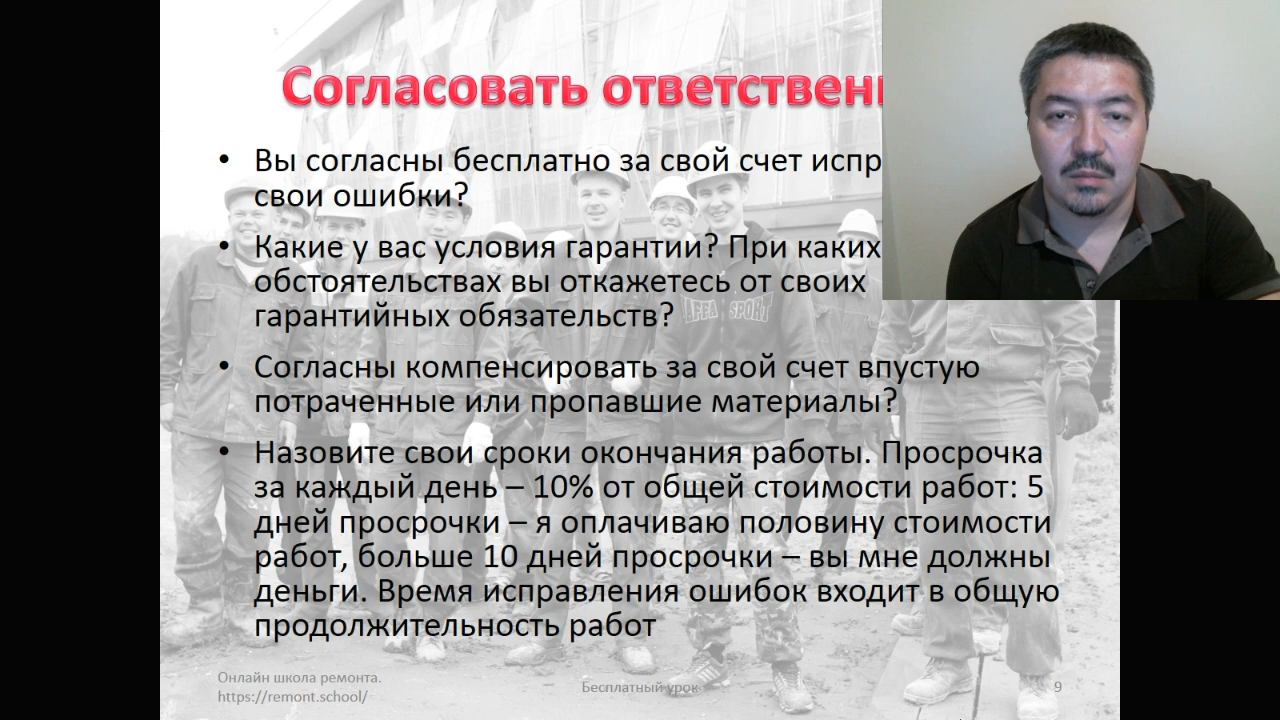 Согласовать ответствен
• Вы согласны бесплатно за свой счет испр
свои ошибки?
• Какие у вас условия гарантии? При каких
обстоятельствах вы откажетесь от своих
гарантийных обязательств?
AFFA SPORT
• Согласны компенсировать за свой счет впустую
потраченные или пропавшие материалы?
• Назовите свои сроки окончания работы. Просрочка
за каждый день – 10% от общей стоимости работ: 5
дней просрочки – я оплачиваю половину стоимости
работ, больше 10 дней просрочки – вы мне должны
деньги. Время исправления ошибок входит в общую
продолжительность работ
Онлайн школа ремонта.
https://remont.school/
Бесплатный урок
9